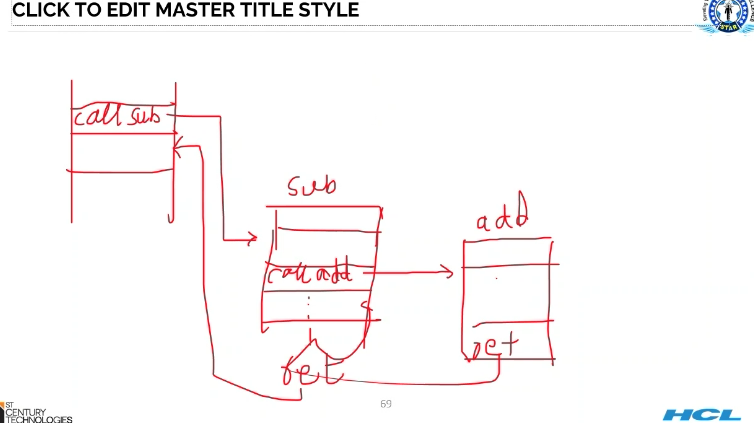 CLICK TO EDIT MASTER TITLE STYLE
call sub
sub
add
call add
ret
ret
69
ST
CENTURY
TECHNOLOGIES
HCL
STAR